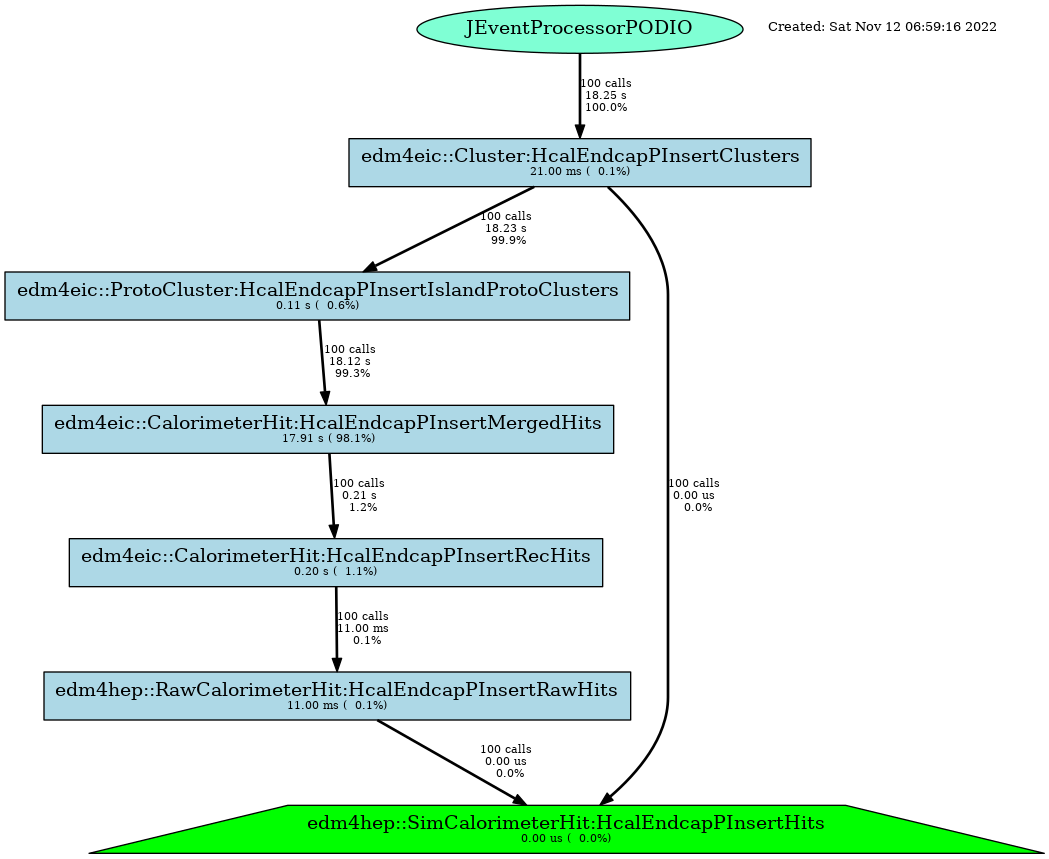 JEventProcessorPODIO
Created: Sat Nov 12 06:59:16 2022
100 calls
18.25 s
100.0%
edm4eic::Cluster:HcalEndcapPInsertClusters
21.00 ms ( 0.1%)
100 calls
18.23 s
99.9%
edm4eic::ProtoCluster:HcalEndcapPInsertIslandProtoClusters
0.11 s ( 0.6%)
100 calls
18.12 s
99.3%
edm4eic::CalorimeterHit:HcalEndcapPInsertMergedHits
17.91 s ( 98.1%)
100 calls
0.21 s
1.2%
100 calls
0.00 us
0.0%
edm4eic::CalorimeterHit:HcalEndcapPInsertRecHits
0.20 s ( 1.1%)
100 calls
11.00 ms
0.1%
edm4hep::RawCalorimeterHit:HcalEndcapPInsertRawHits
11.00 ms ( 0.1%)
100 calls
0.00 us
0.0%
edm4hep::SimCalorimeterHit:HcalEndcapPInsertHits
0.00 us ( 0.0%)